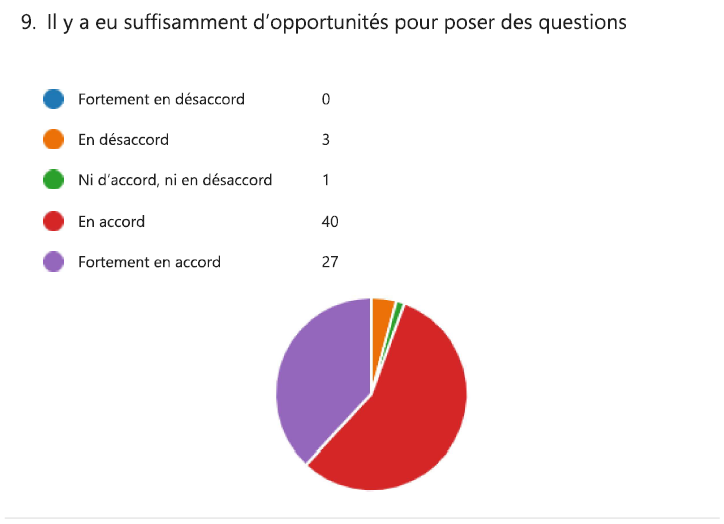 9. Il y a eu suffisamment d’opportunités pour poser des questions
Fortement en désaccord 0
En désaccord 3
Ni d’accord, ni en désaccord 1
En accord 40
Fortement en accord 27